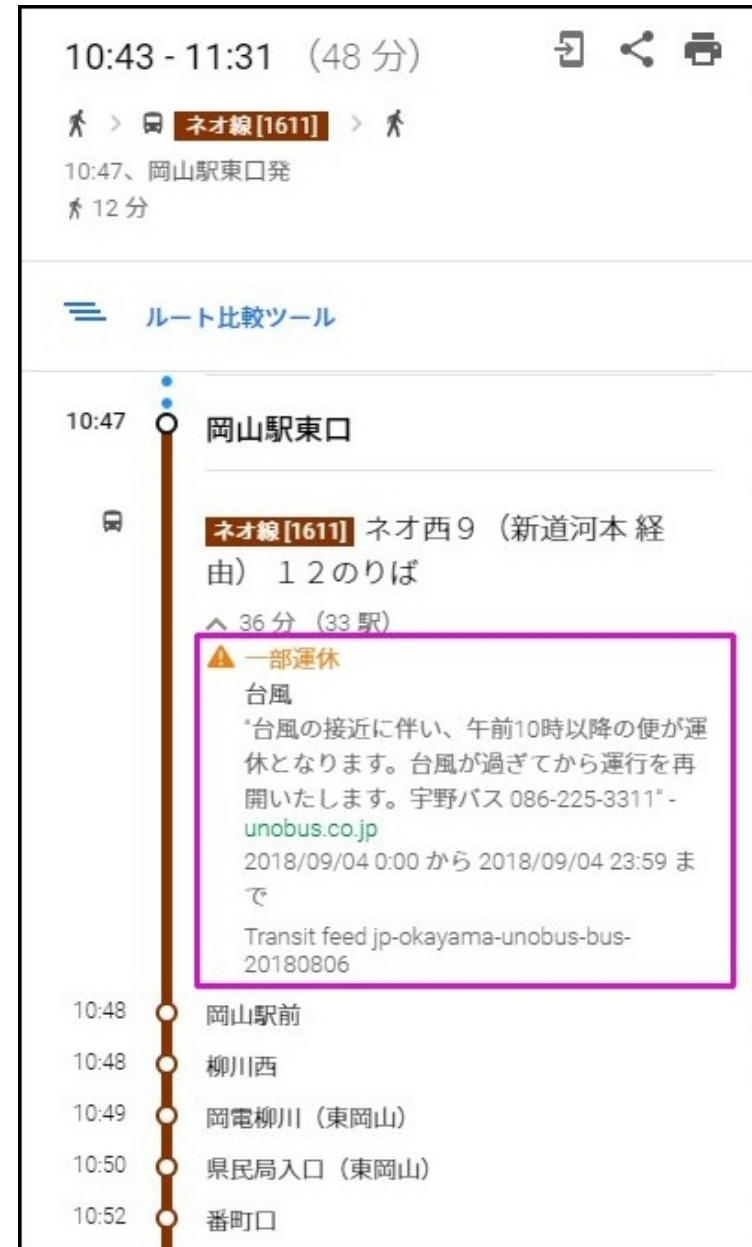 10:43 - 11:31 （48 分）
ネオ線 [1611]
10:47、岡山駅東口発
12 分
ルート比較ツール
10:47 岡山駅東口
ネオ線 [1611] ネオ西９（新道河本 経
由） １２のりば
36 分 （33 駅）
一部運休
台風
"台風の接近に伴い、午前10時以降の便が運
休となります。台風が過ぎてから運行を再
開いたします。宇野バス 086-225-3311" -
unobus.co.jp
2018/09/04 0:00 から 2018/09/04 23:59 ま
で
Transit feed jp-okayama-unobus-bus-
20180806
10:48 岡山駅前
10:48 柳川西
10:49 岡電柳川（東岡山）
10:50 県民局入口（東岡山）
10:52 番町口